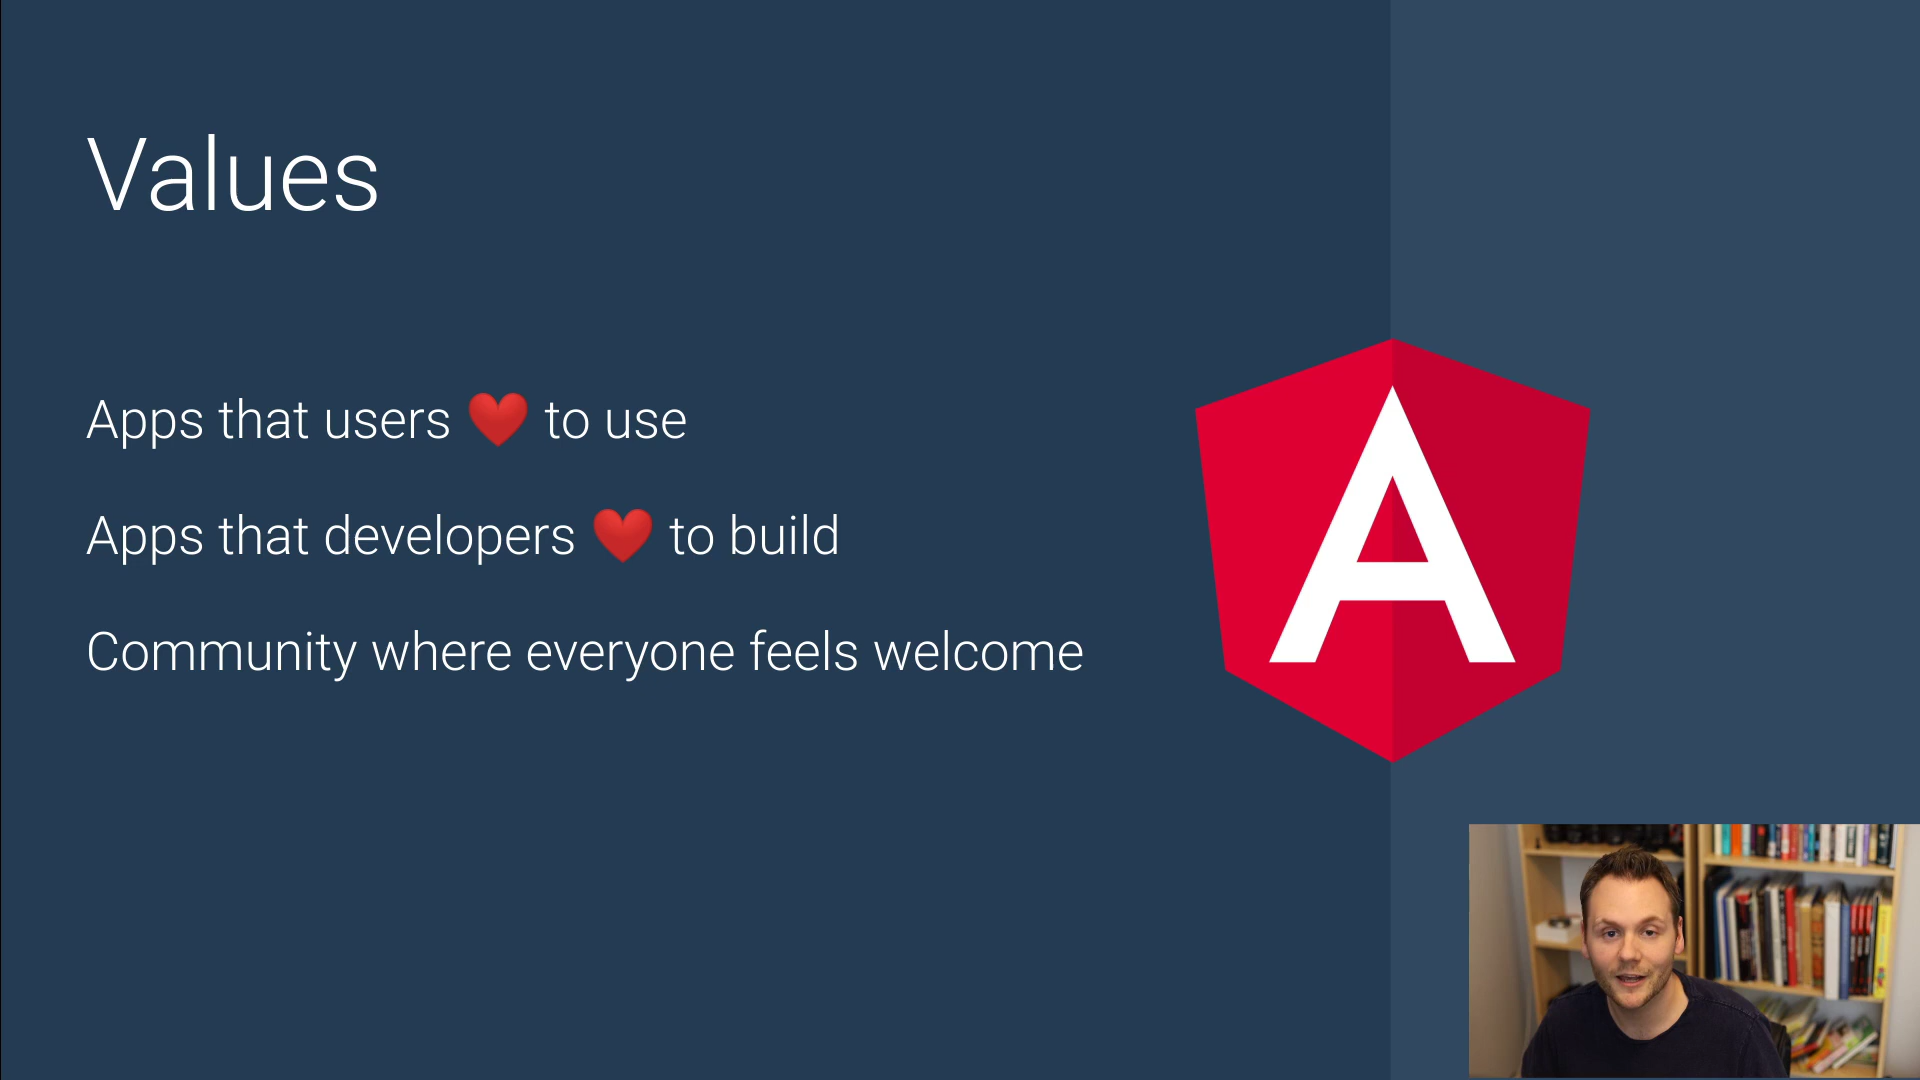 Values
Apps that users ❤️ to use
Apps that developers ❤️ to build
Community where everyone feels welcome
A